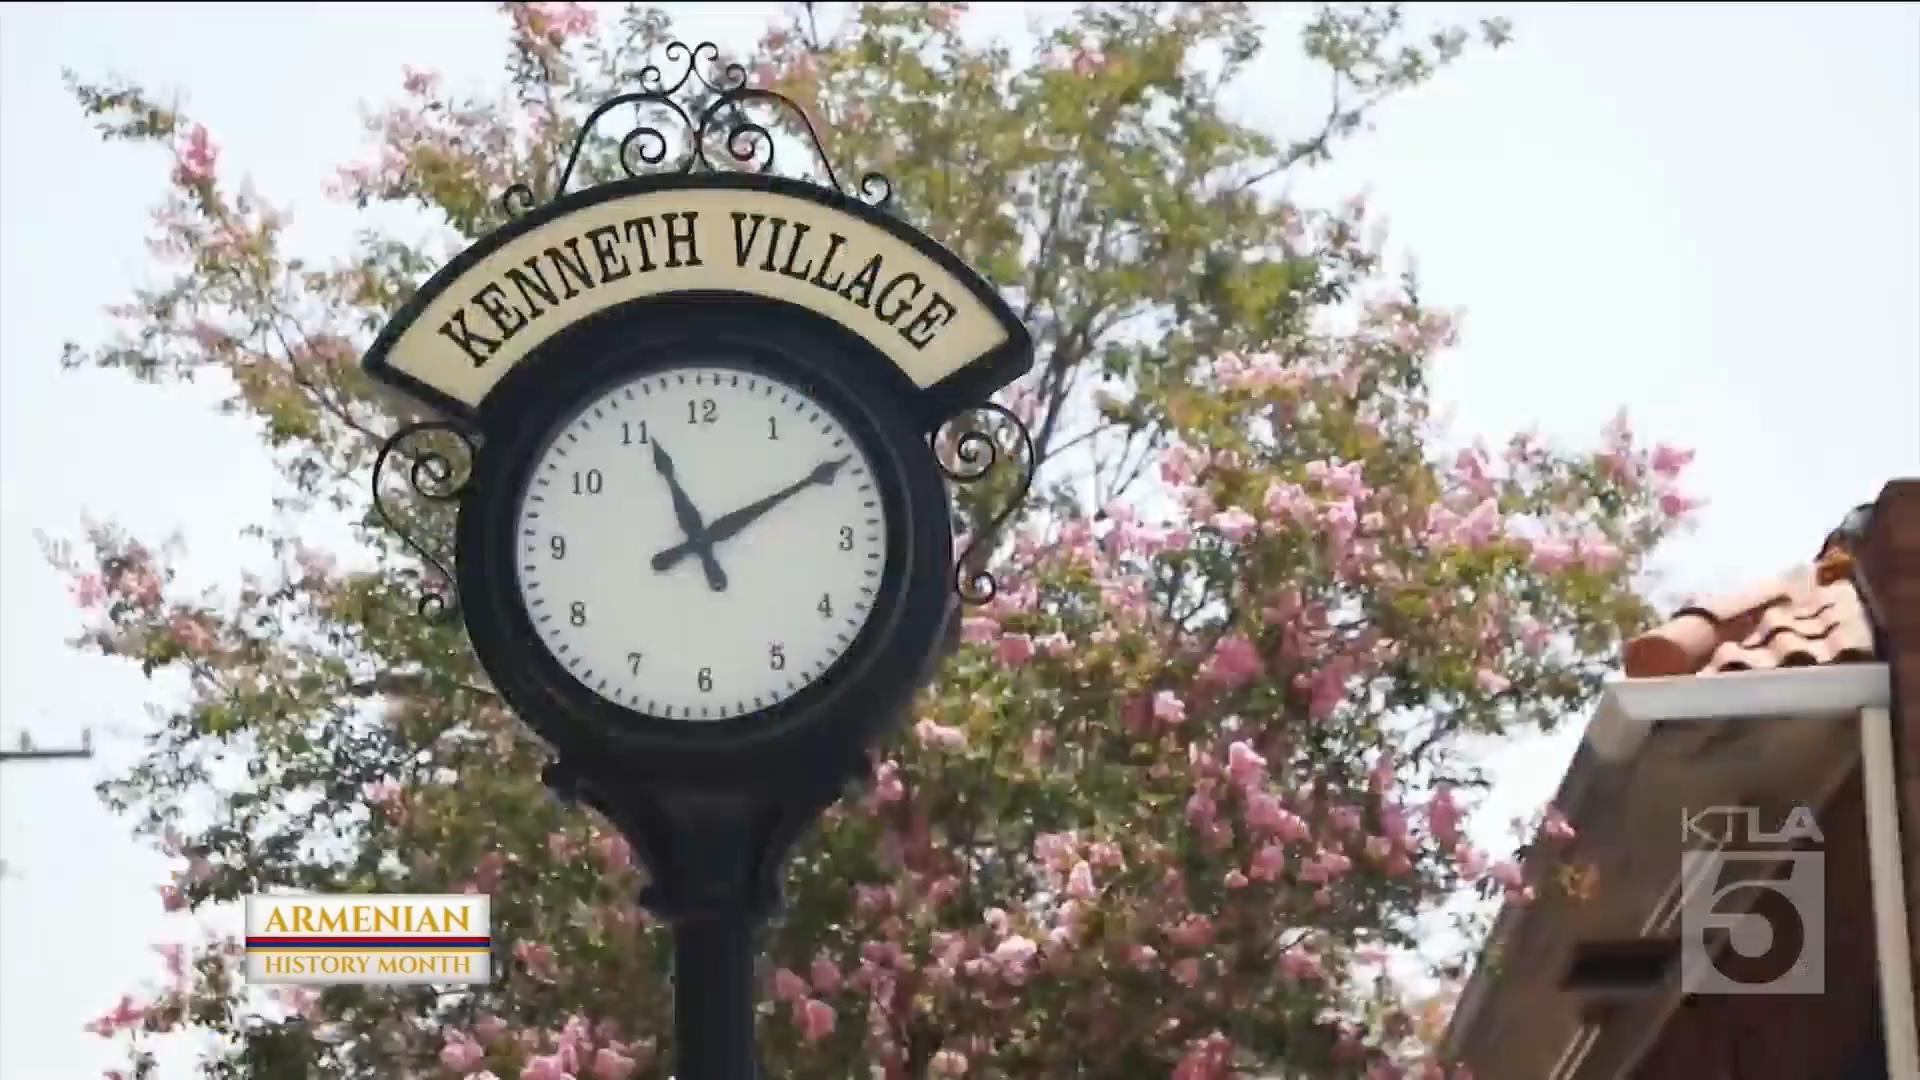 KENNETH VILLAGE
12
11 1
10
9 3
8 4
7 5
6
ARMENIAN
HISTORY MONTH
KTLA
5